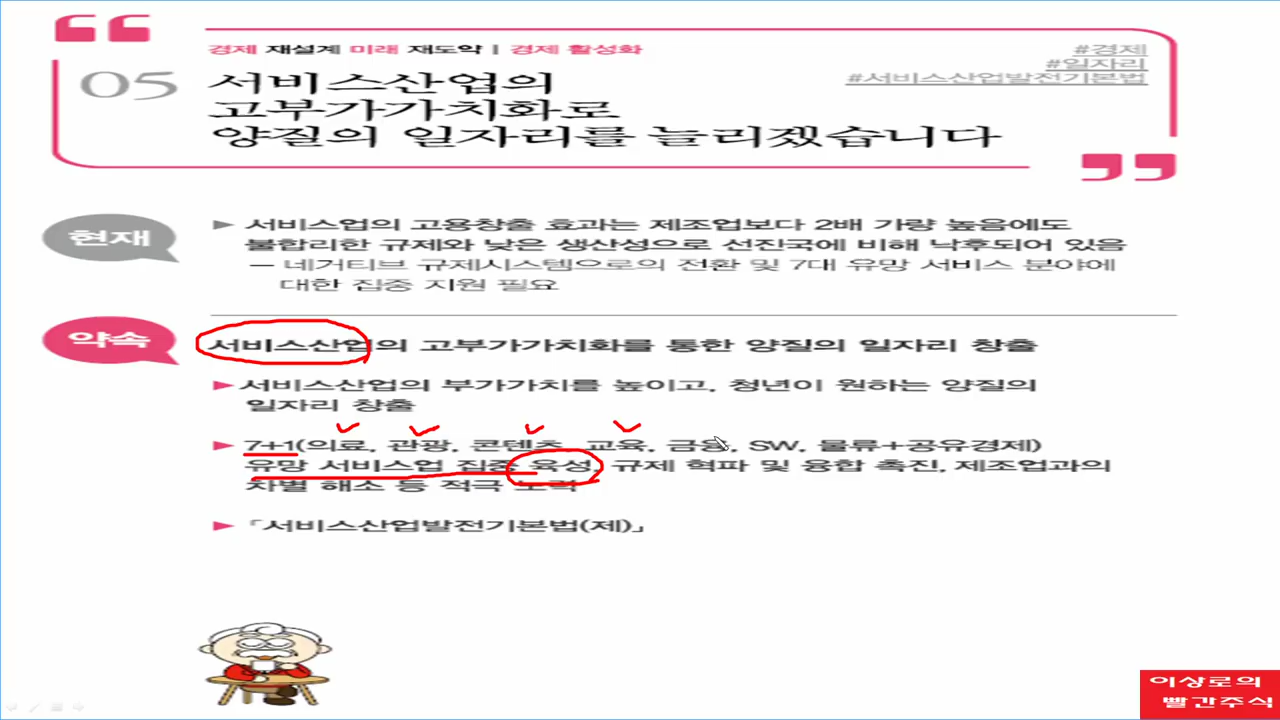 경제 재설계 미래 재도약 | 경제 활성화
#경제
#일자리
#서비스산업발전기본법
05 서비스산업의
고부가가치화로
양질의 일자리를 늘리겠습니다
현재
► 서비스업의 고용창출 효과는 제조업보다 2배 가량 높음에도
불합리한 규제와 낮은 생산성으로 선진국에 비해 낙후되어 있음
– 네거티브 규제시스템으로의 전환 및 7대 유망 서비스 분야에
대한 집중 지원 필요
약속
서비스산업의 고부가가치화를 통한 양질의 일자리 창출
► 서비스산업의 부가가치를 높이고, 청년이 원하는 양질의
일자리 창출
► 7+1(의료, 관광, 콘텐츠, 교육, 금융, SW, 물류+공유경제)
유망 서비스업 집중 육성, 규제 혁파 및 융합 촉진, 제조업과의
차별 해소 등 적극 노력
► 「서비스산업발전기본법(제)」
이상로의
빨간주식